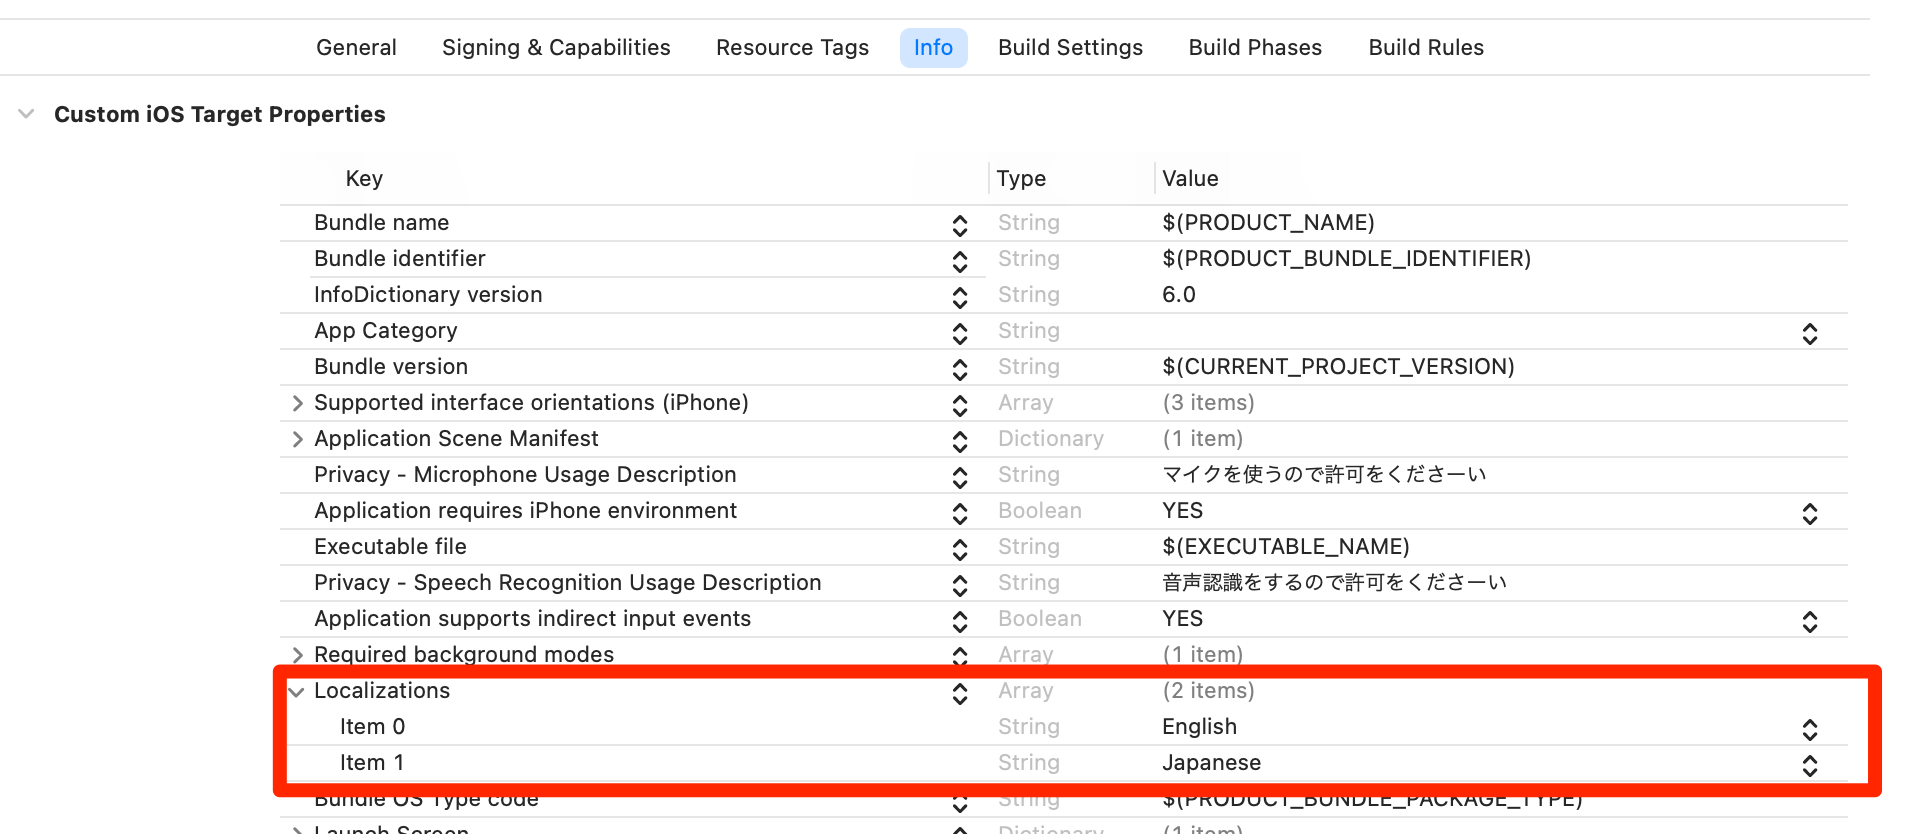 General Signing & Capabilities Resource Tags Info Build Settings Build Phases Build Rules
Custom iOS Target Properties
Key Type Value
Bundle name String $(PRODUCT_NAME)
Bundle identifier String $(PRODUCT_BUNDLE_IDENTIFIER)
InfoDictionary version String 6.0
App Category String
Bundle version String $(CURRENT_PROJECT_VERSION)
Supported interface orientations (iPhone) Array (3 items)
Application Scene Manifest Dictionary (1 item)
Privacy - Microphone Usage Description String マイクを使うので許可をくださーい
Application requires iPhone environment Boolean YES
Executable file String $(EXECUTABLE_NAME)
Privacy - Speech Recognition Usage Description String 音声認識をするので許可をくださーい
Application supports indirect input events Boolean YES
Required background modes Array (1 item)
Localizations Array (2 items)
Item 0 String English
Item 1 String Japanese
Bundle OS Type code String $(PRODUCT_BUNDLE_PACKAGE_TYPE)
Launch Screen Dictionary (1 item)